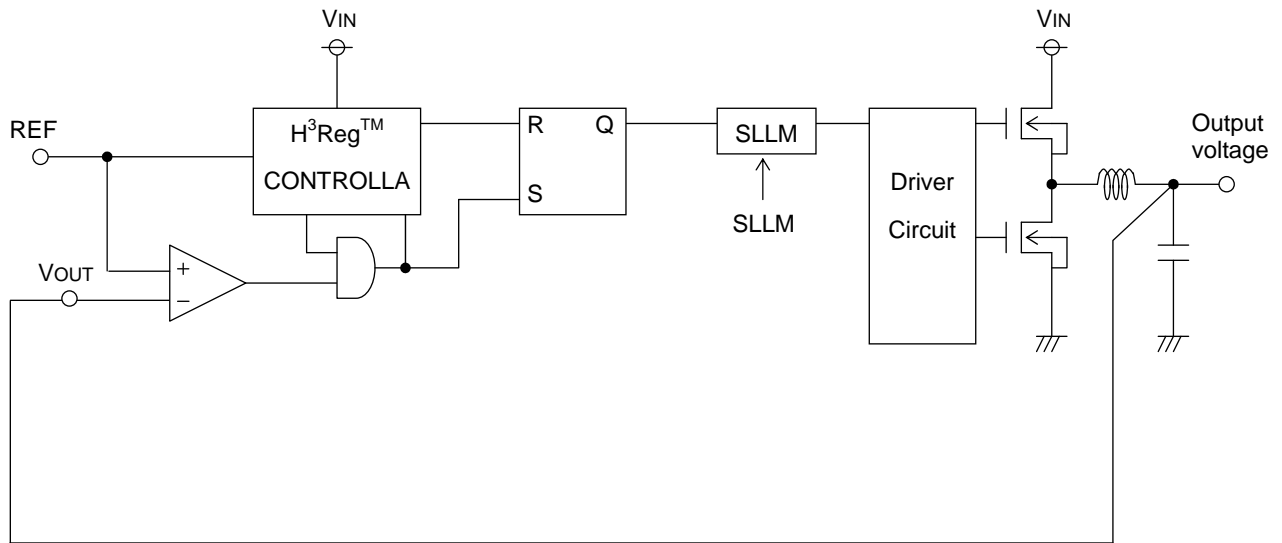 VIN
VIN
REF
H³Reg™
CONTROLLA
R
Q
S
SLLM
SLLM
Driver
Circuit
Output
voltage
VOUT
+
−